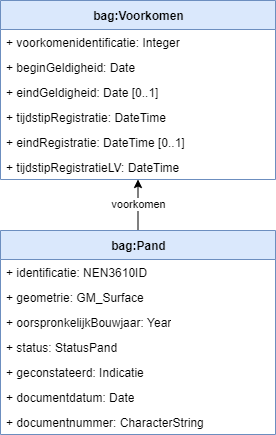 bag:Voorkomen
+ voorkomenidentificatie: Integer
+ beginGeldigheid: Date
+ eindGeldigheid: Date [0..1]
+ tijdstipRegistratie: DateTime
+ eindRegistratie: DateTime [0..1]
+ tijdstipRegistratieLV: DateTime
voorkomen
bag:Pand
+ identificatie: NEN3610ID
+ geometrie: GM_Surface
+ oorspronkelijkBouwjaar: Year
+ status: StatusPand
+ geconstateerd: Indicatie
+ documentdatum: Date
+ documentnummer: CharacterString